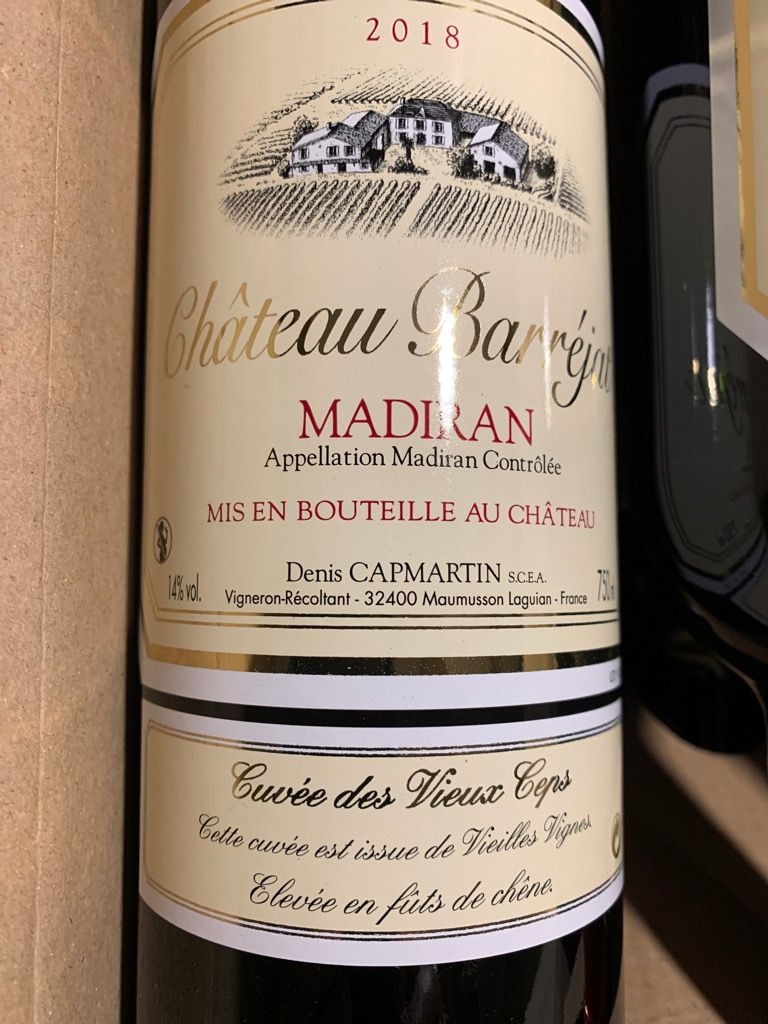 2018
Château Barréjat
MADIRAN
Appellation Madiran Contrôlée
MIS EN BOUTEILLE AU CHÂTEAU
Denis CAPMARTIN S.C.E.A.
14% vol.
Vigneron-Récoltant - 32400 Maumusson Laguian - France
750
Cuvée des Vieux Ceps
Cette cuvée est issue de Vieilles Vignes.
Elevée en fûts de chêne.